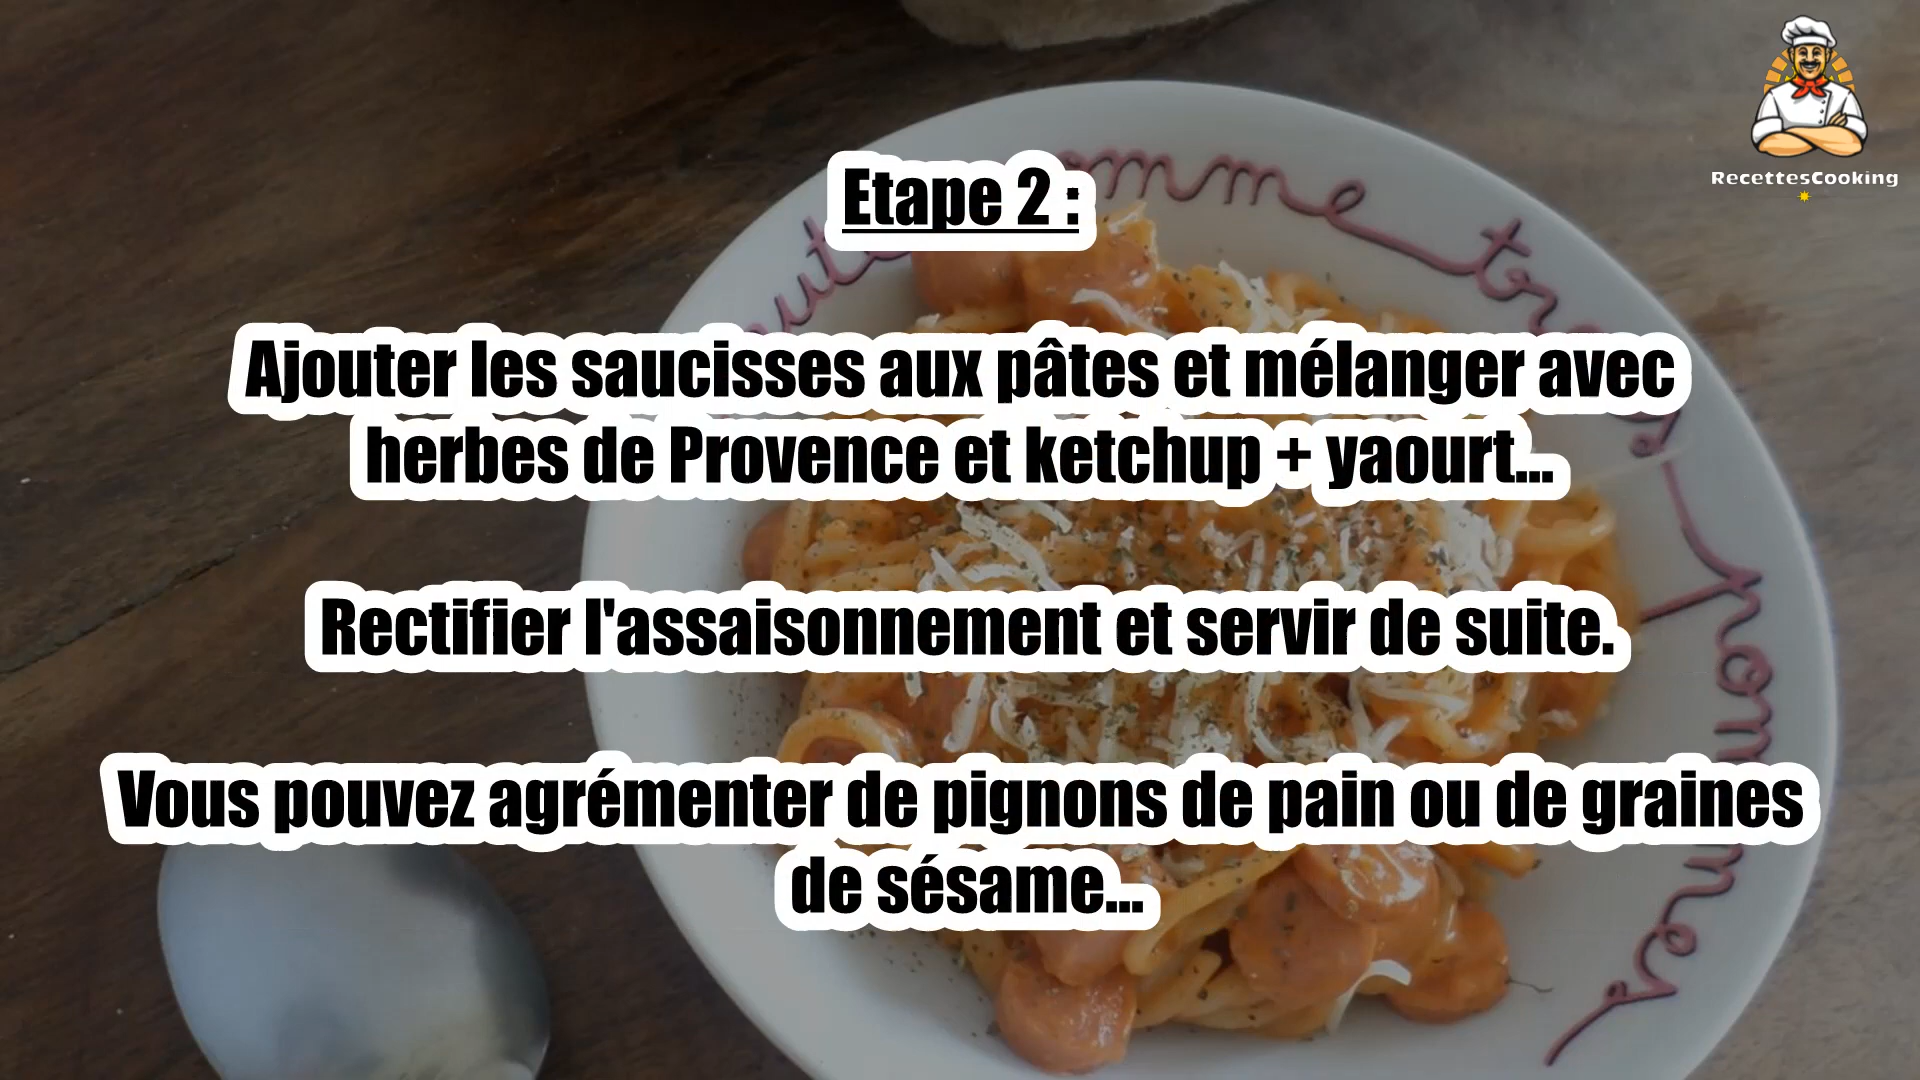 RecettesCooking
Etape 2 :
Ajouter les saucisses aux pâtes et mélanger avec
herbes de Provence et ketchup + yaourt...
Rectifier l'assaisonnement et servir de suite.
Vous pouvez agrémenter de pignons de pain ou de graines
de sésame...